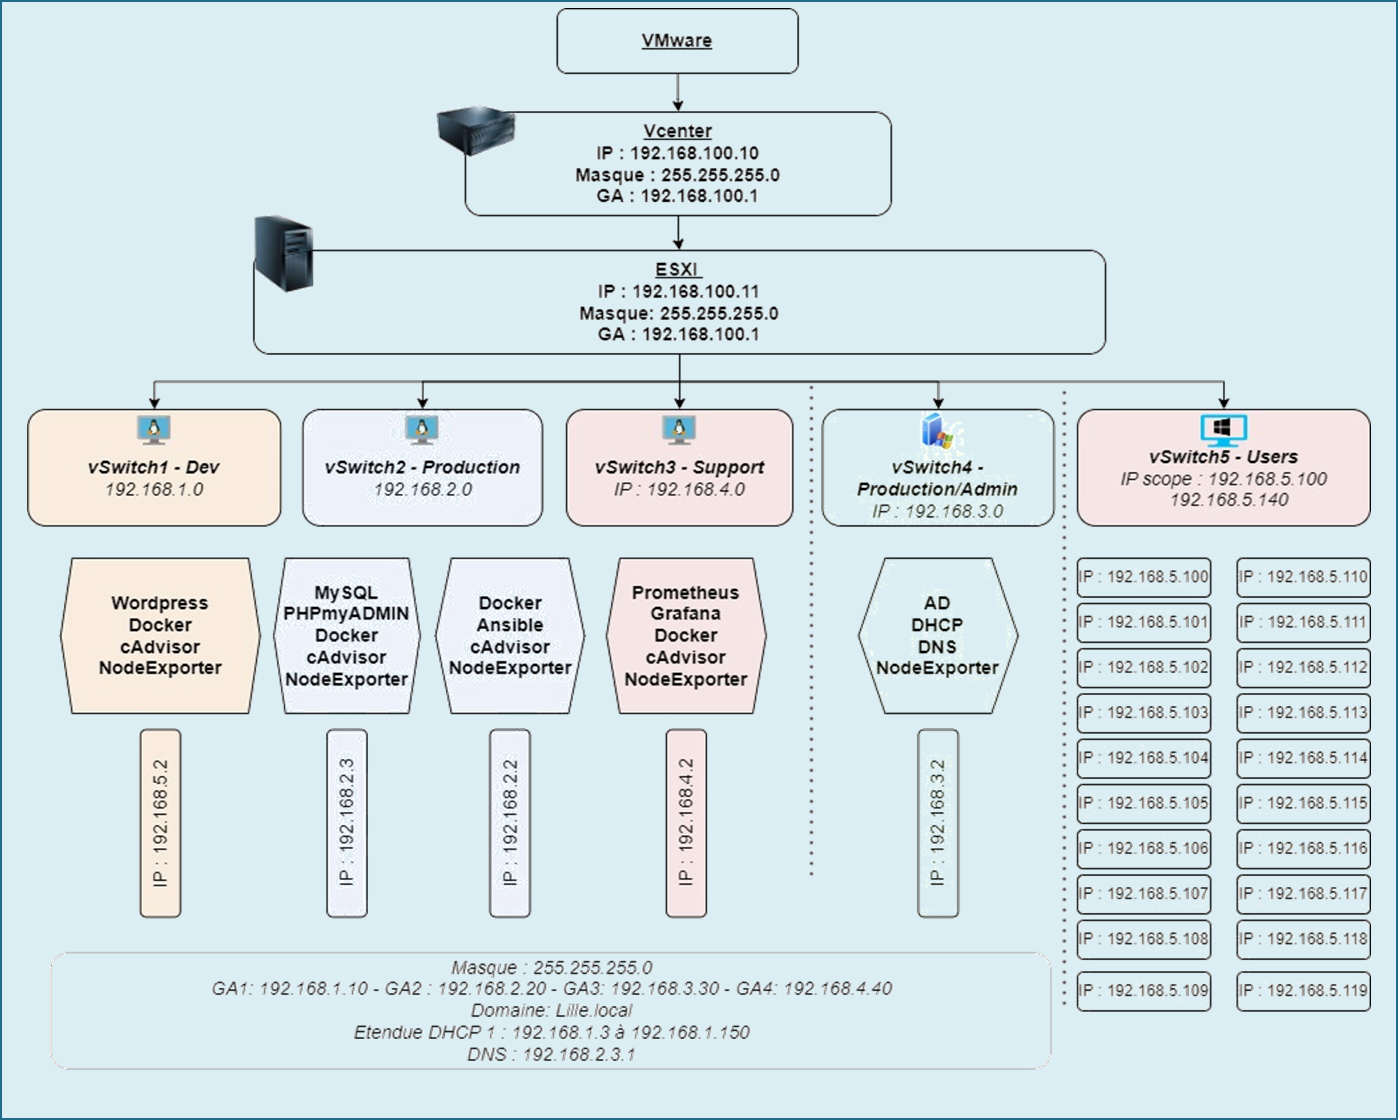 VMware
Vcenter
IP : 192.168.100.10
Masque : 255.255.255.0
GA : 192.168.100.1
ESXI
IP : 192.168.100.11
Masque: 255.255.255.0
GA : 192.168.100.1
vSwitch1 - Dev
192.168.1.0
vSwitch2 - Production
192.168.2.0
vSwitch3 - Support
IP : 192.168.4.0
vSwitch4 -
Production/Admin
IP : 192.168.3.0
vSwitch5 - Users
IP scope : 192.168.5.100
192.168.5.140
Wordpress
Docker
cAdvisor
NodeExporter
MySQL
PHPmyADMIN
Docker
cAdvisor
NodeExporter
Docker
Ansible
cAdvisor
NodeExporter
Prometheus
Grafana
Docker
cAdvisor
NodeExporter
AD
DHCP
DNS
NodeExporter
IP : 192.168.5.2
IP : 192.168.2.3
IP : 192.168.2.2
IP : 192.168.4.2
IP : 192.168.3.2
IP : 192.168.5.100
IP : 192.168.5.101
IP : 192.168.5.102
IP : 192.168.5.103
IP : 192.168.5.104
IP : 192.168.5.105
IP : 192.168.5.106
IP : 192.168.5.107
IP : 192.168.5.108
IP : 192.168.5.109
IP : 192.168.5.110
IP : 192.168.5.111
IP : 192.168.5.112
IP : 192.168.5.113
IP : 192.168.5.114
IP : 192.168.5.115
IP : 192.168.5.116
IP : 192.168.5.117
IP : 192.168.5.118
IP : 192.168.5.119
Masque : 255.255.255.0
GA1: 192.168.1.10 - GA2 : 192.168.2.20 - GA3: 192.168.3.30 - GA4: 192.168.4.40
Domaine: Lille.local
Etendue DHCP 1 : 192.168.1.3 à 192.168.1.150
DNS : 192.168.2.3.1